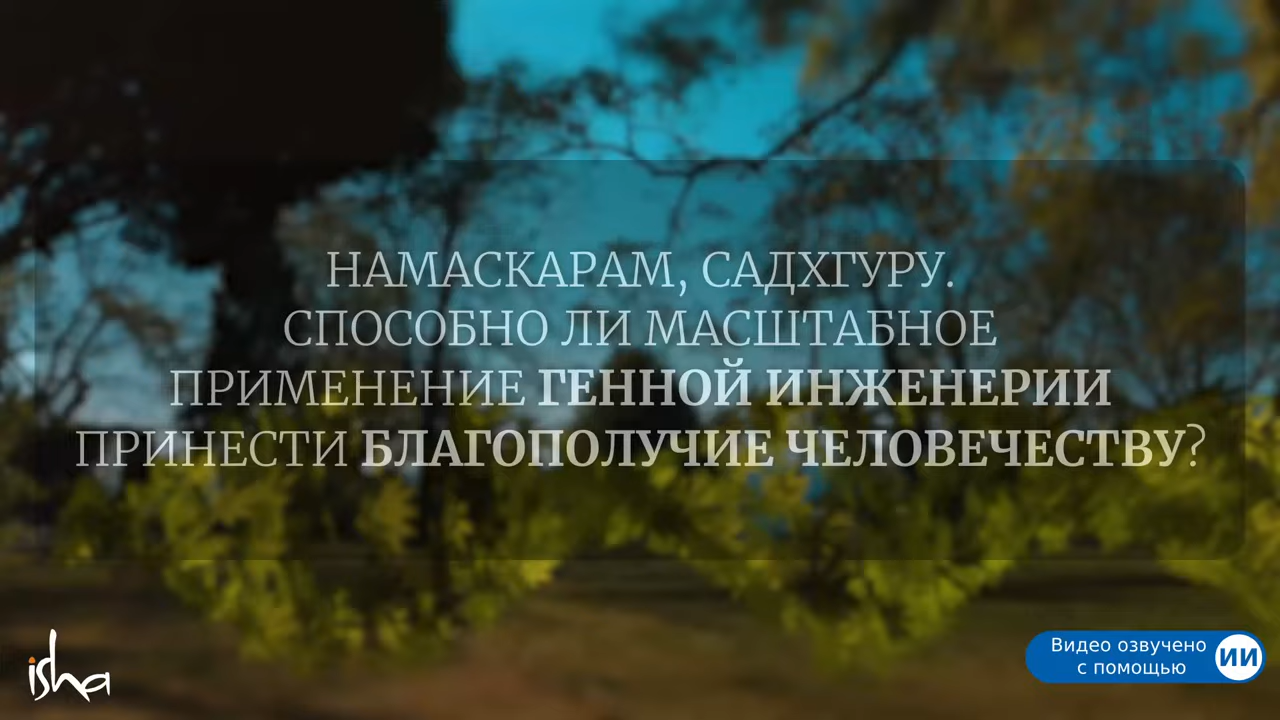 НАМАСКАРАМ, САДХГУРУ.
СПОСОБНО ЛИ МАСШТАБНОЕ
ПРИМЕНЕНИЕ ГЕННОЙ ИНЖЕНЕРИИ
ПРИНЕСТИ БЛАГОПОЛУЧИЕ ЧЕЛОВЕЧЕСТВУ?
isha
Видео озвучено
с помощью ИИ